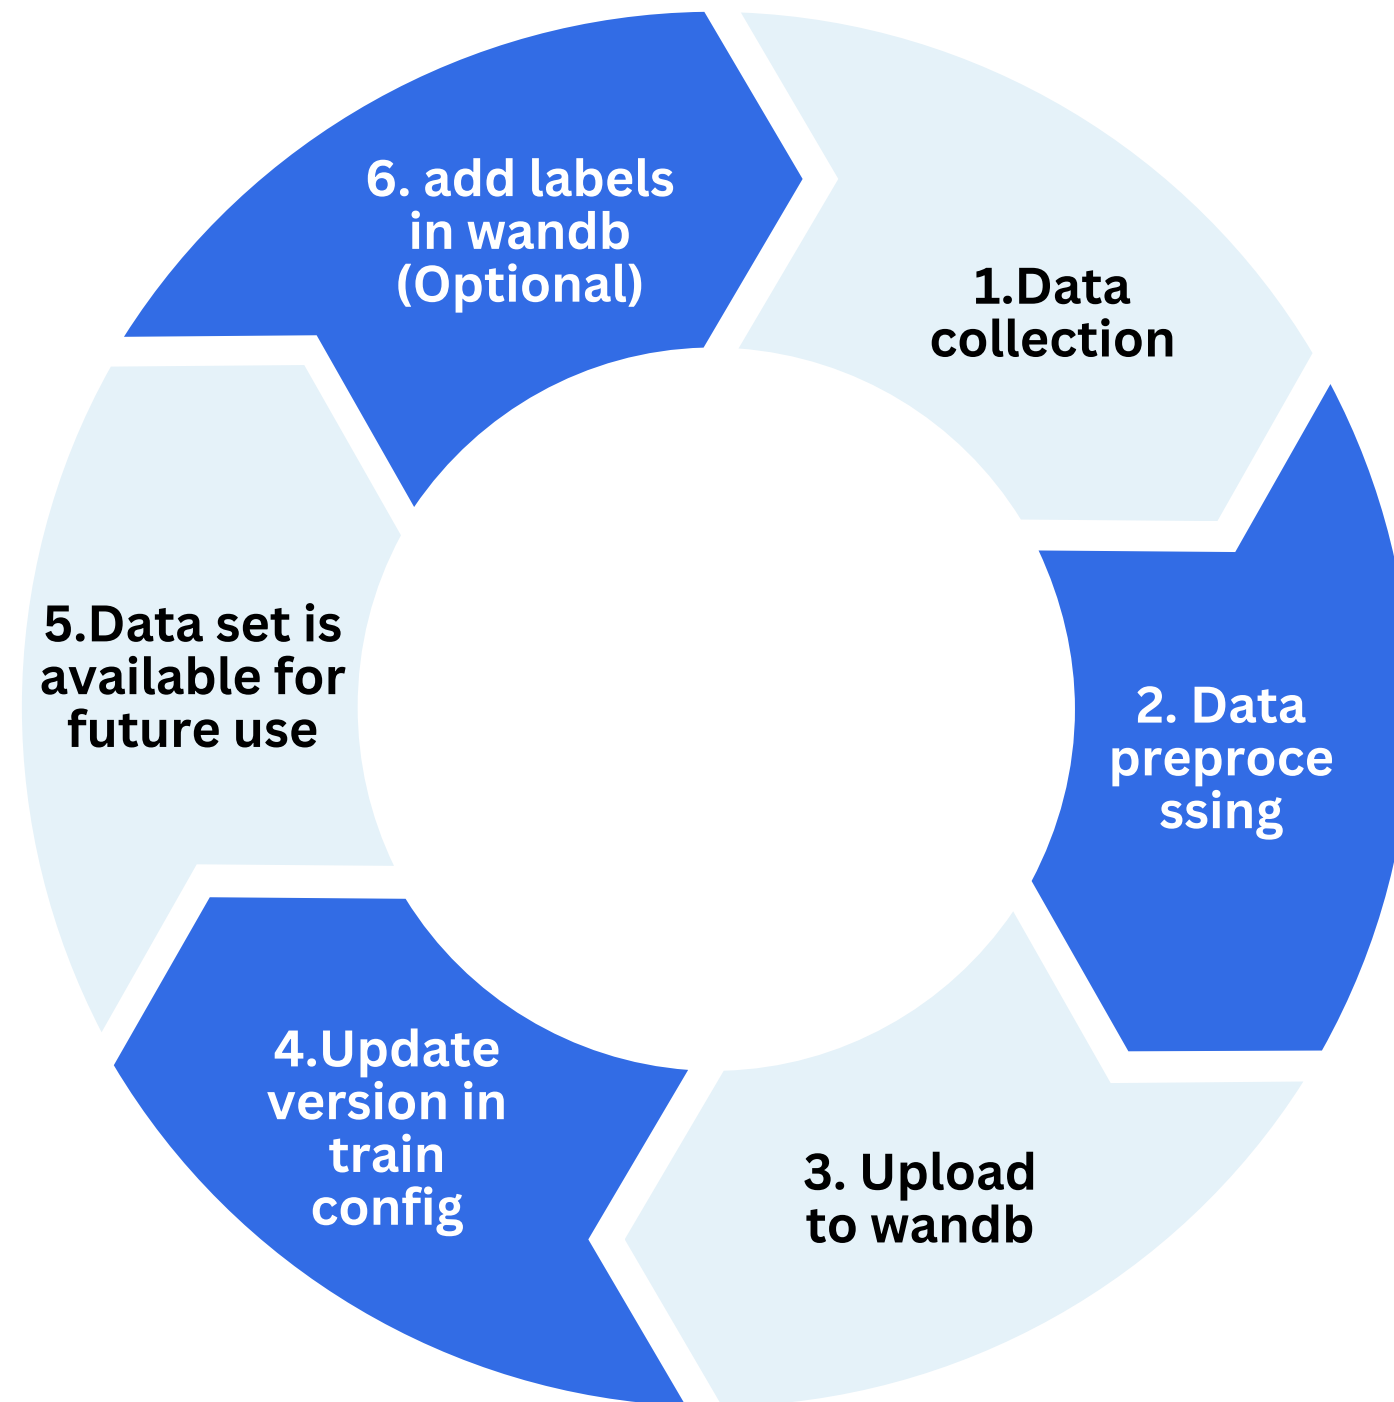 1.Data
collection
2. Data
preproce
ssing
3. Upload
to wandb
4.Update
version in
train
config
5.Data set is
available for
future use
6. add labels
in wandb
(Optional)